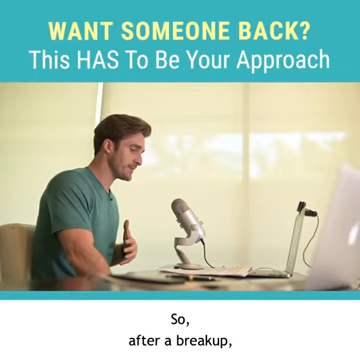 WANT SOMEONE BACK?
This HAS To Be Your Approach
So,
after a breakup,